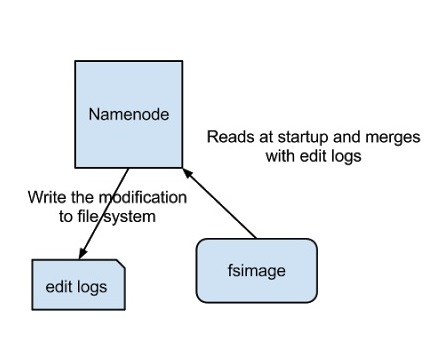 Namenode
Reads at startup and merges
with edit logs
Write the modification
to file system
edit logs
fsimage